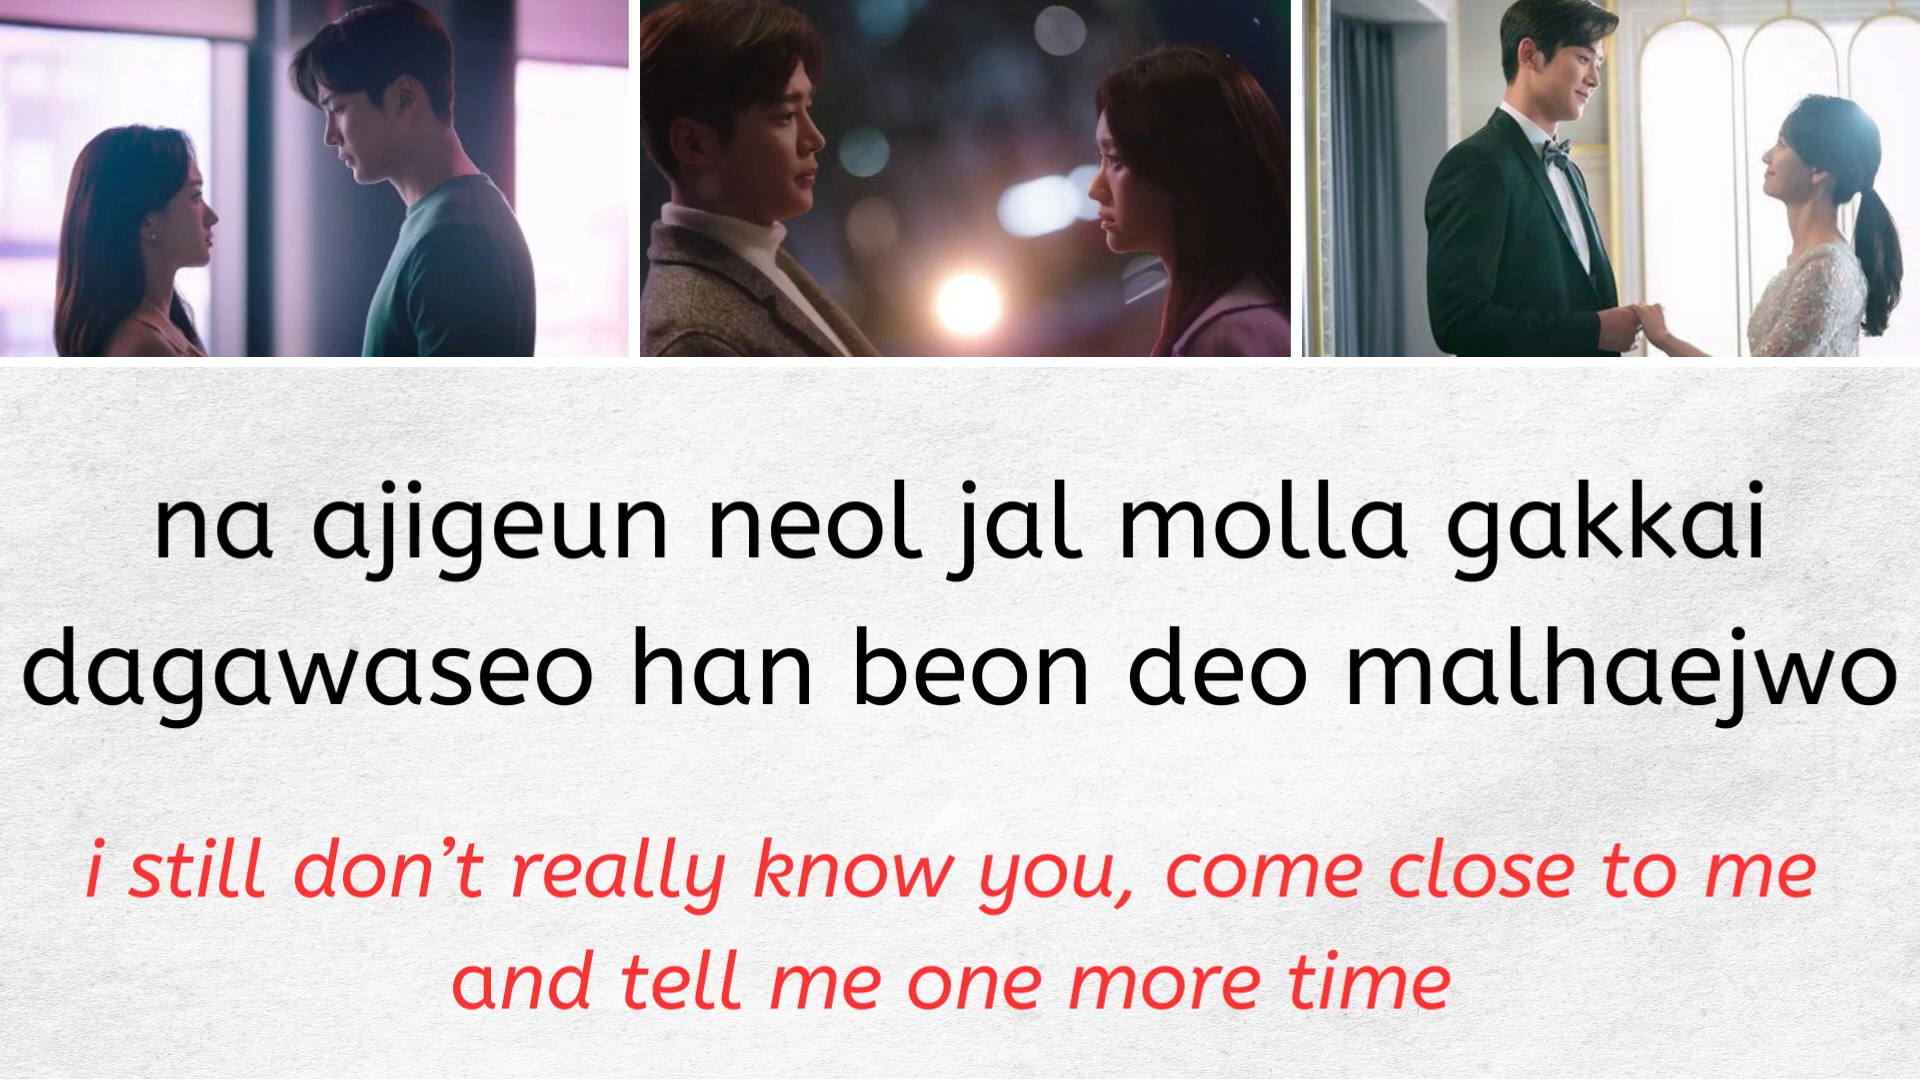 na ajigeun neol jal molla gakkai
dagawaseo han beon deo malhaejwo
i still don’t really know you, come close to me
and tell me one more time